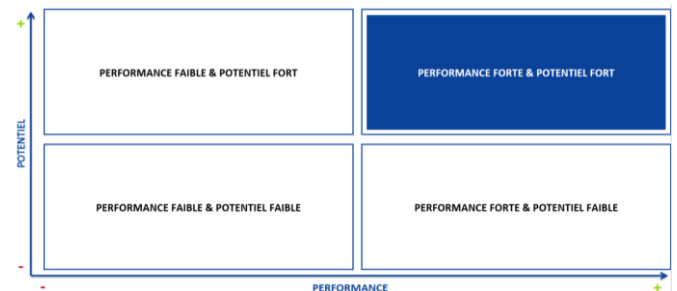 +
PERFORMANCE FAIBLE & POTENTIEL FORT
PERFORMANCE FORTE & POTENTIEL FORT
POTENTIEL
PERFORMANCE FAIBLE & POTENTIEL FAIBLE
PERFORMANCE FORTE & POTENTIEL FAIBLE
-
-
PERFORMANCE
+